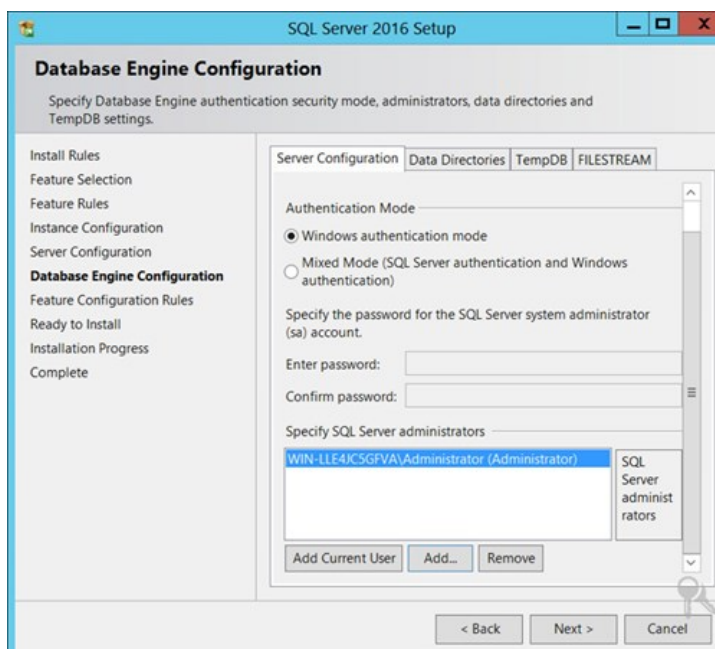 SQL Server 2016 Setup
Database Engine Configuration
Specify Database Engine authentication security mode, administrators, data directories and
TempDB settings.
Install Rules
Feature Selection
Feature Rules
Instance Configuration
Server Configuration
Database Engine Configuration
Feature Configuration Rules
Ready to Install
Installation Progress
Complete
Server Configuration
Data Directories
TempDB
FILESTREAM
Authentication Mode
Windows authentication mode
Mixed Mode (SQL Server authentication and Windows
authentication)
Specify the password for the SQL Server system administrator
(sa) account.
Enter password:
Confirm password:
Specify SQL Server administrators
WIN-LLE4JC5GFVA\Administrator (Administrator)
SQL
Server
administ
rators
Add Current User
Add...
Remove
< Back
Next >
Cancel